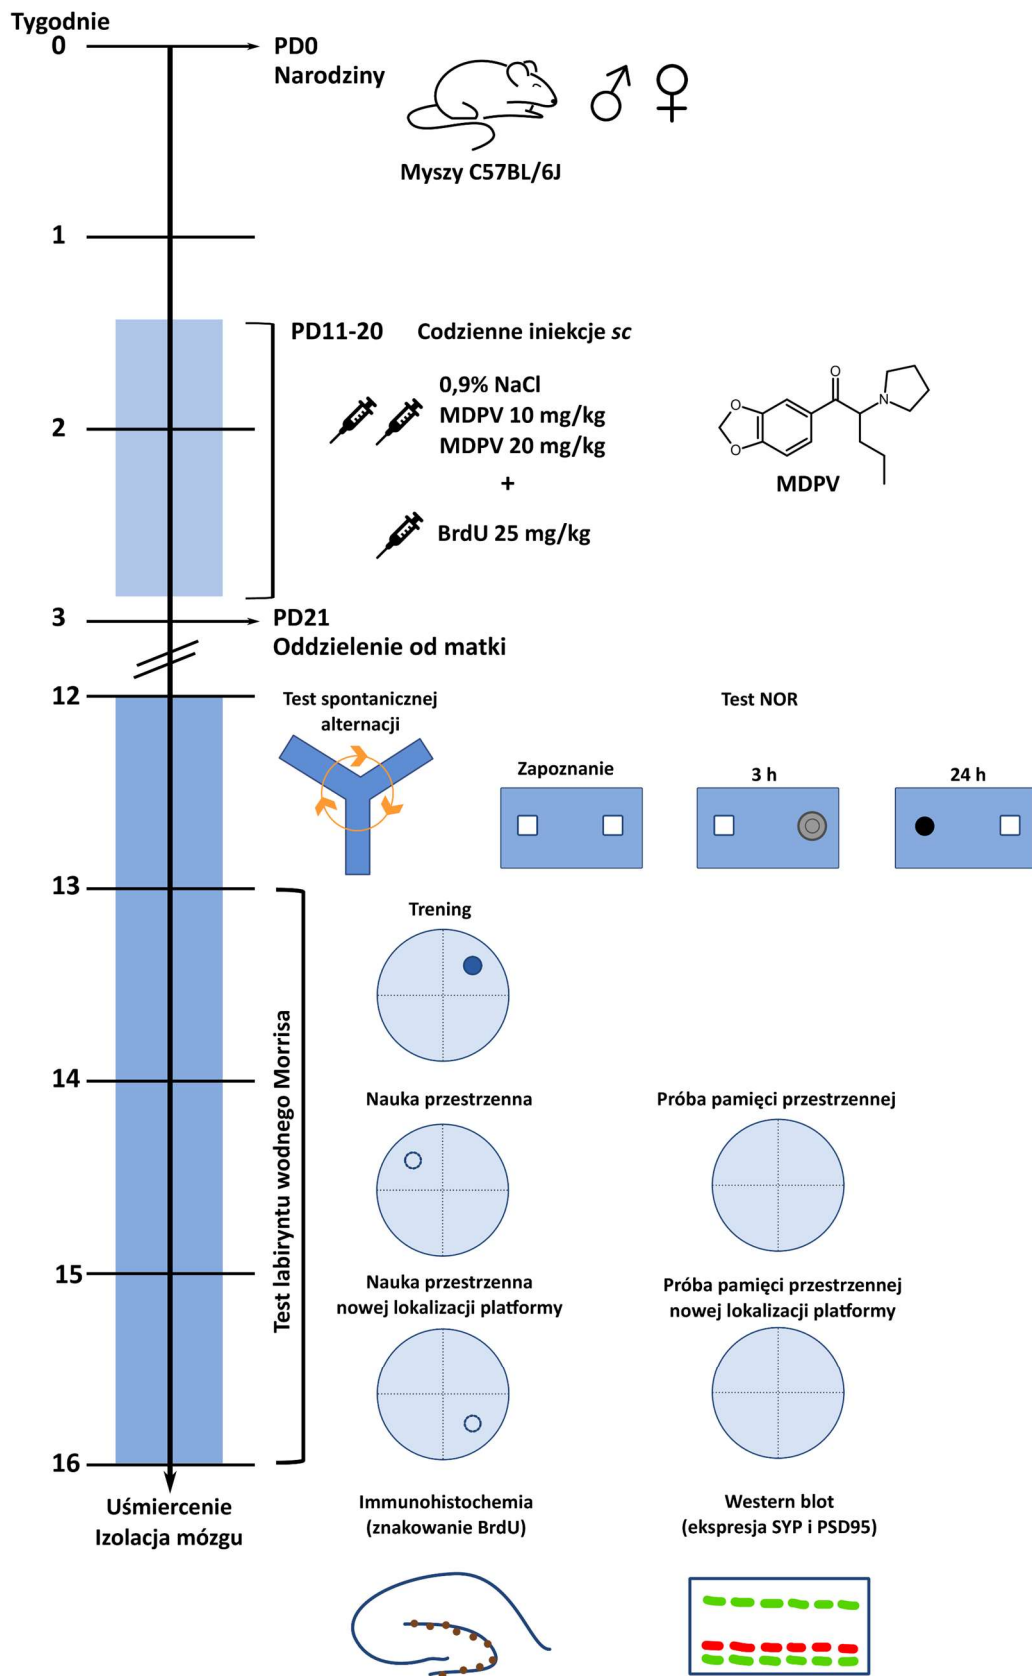 Tygodnie
0
PD0
Narodziny
Myszy C57BL/6J
1
PD11-20 Codzienne iniekcje sc
0,9% NaCl
MDPV 10 mg/kg
MDPV 20 mg/kg
+
BrdU 25 mg/kg
O
N
O
O
MDPV
2
3
PD21
Oddzielenie od matki
12
Test spontanicznej
alternacji
Test NOR
Zapoznanie
3 h
24 h
13
Test labiryntu wodnego Morrisa
Trening
14
Nauka przestrzenna
Próba pamięci przestrzennej
15
Nauka przestrzenna
nowej lokalizacji platformy
Próba pamięci przestrzennej
nowej lokalizacji platformy
16
Uśmiercenie
Izolacja mózgu
Immunohistochemia
(znakowanie BrdU)
Western blot
(ekspresja SYP i PSD95)